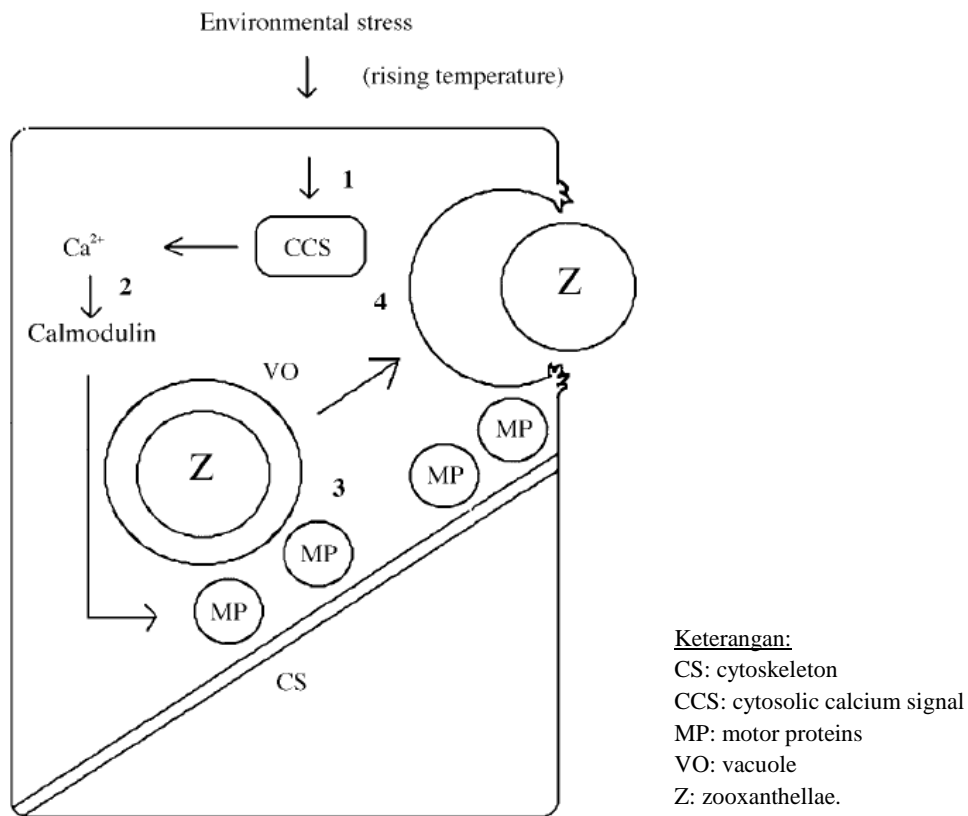 Environmental stress
(rising temperature)
1
CCS
Ca²⁺
2
Calmodulin
4
Z
VO
Z
3
MP
MP
MP
MP
CS
Keterangan:
CS: cytoskeleton
CCS: cytosolic calcium signal
MP: motor proteins
VO: vacuole
Z: zooxanthellae.